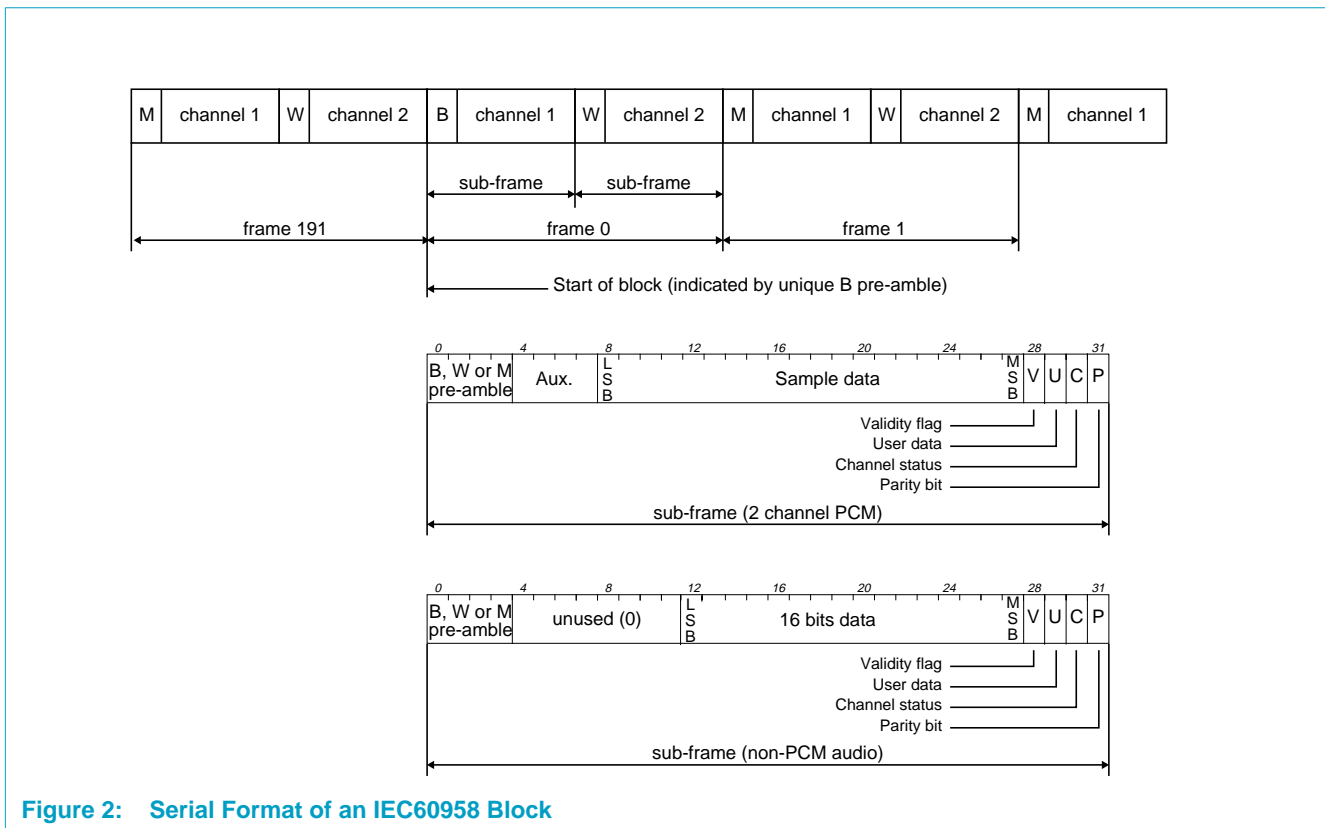 M channel 1 W channel 2 B channel 1 W channel 2 M channel 1 W channel 2 M channel 1
sub-frame sub-frame
frame 191 frame 0 frame 1
Start of block (indicated by unique B pre-amble)
0 4 8 12 16 20 24 28 31
B, W or M pre-amble Aux. LSB Sample data MSB V U C P
Validity flag
User data
Channel status
Parity bit
sub-frame (2 channel PCM)
0 4 8 12 16 20 24 28 31
B, W or M pre-amble unused (0) LSB 16 bits data MSB V U C P
Validity flag
User data
Channel status
Parity bit
sub-frame (non-PCM audio)
Figure 2: Serial Format of an IEC60958 Block